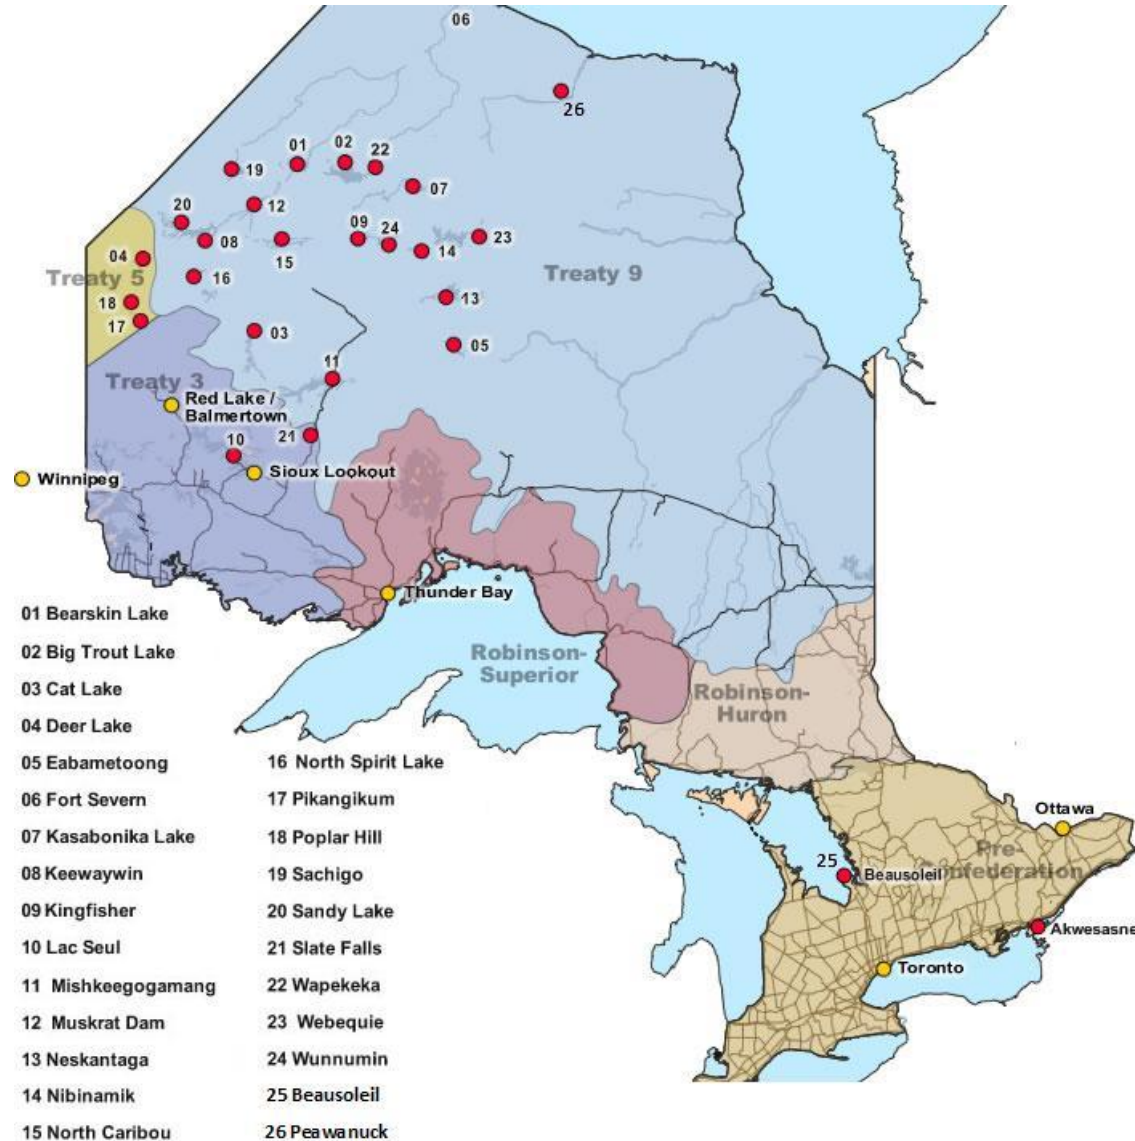 06
26
01
02
22
19
07
12
20
09
24
23
08
14
15
04
Treaty 5
16
Treaty 9
18
13
17
03
05
11
Treaty 3
Red Lake /
Balmertown
21
10
Sioux Lookout
Winnipeg
Thunder Bay
Robinson-
Superior
Robinson-
Huron
Ottawa
Pre-
Confederation
25
Beausoleil
Akwesasne
Toronto
01 Bearskin Lake
02 Big Trout Lake
03 Cat Lake
04 Deer Lake
05 Eabametoong
06 Fort Severn
07 Kasabonika Lake
08 Keewaywin
09 Kingfisher
10 Lac Seul
11 Mishkeegogamang
12 Muskrat Dam
13 Neskantaga
14 Nibinamik
15 North Caribou
16 North Spirit Lake
17 Pikangikum
18 Poplar Hill
19 Sachigo
20 Sandy Lake
21 Slate Falls
22 Wapekeka
23 Webequie
24 Wunnumin
25 Beausoleil
26 Peawanuck